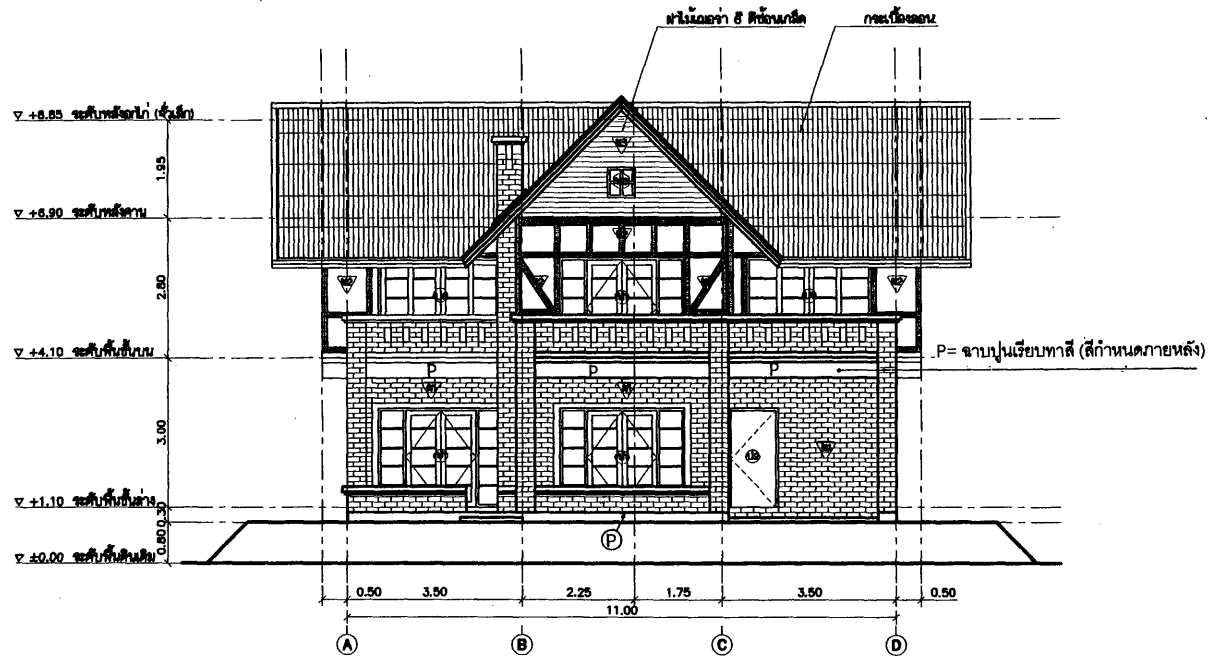 ฝาไม้เฌอร่า 6 ตีซ้อนเกล็ด
กระเบื้องลอน
+8.85 ระดับหลังอกไก่ (จั่วเล็ก)
1.95
+6.90 ระดับหลังคาน
2.80
+4.10 ระดับพื้นชั้นบน
P= ฉาบปูนเรียบทาสี (สีกำหนดภายหลัง)
P P P
3.00
+1.10 ระดับพื้นชั้นล่าง
0.30
0.80
±0.00 ระดับพื้นดินเดิม
P
0.50 3.50 2.25 1.75 3.50 0.50
11.00
A B C D